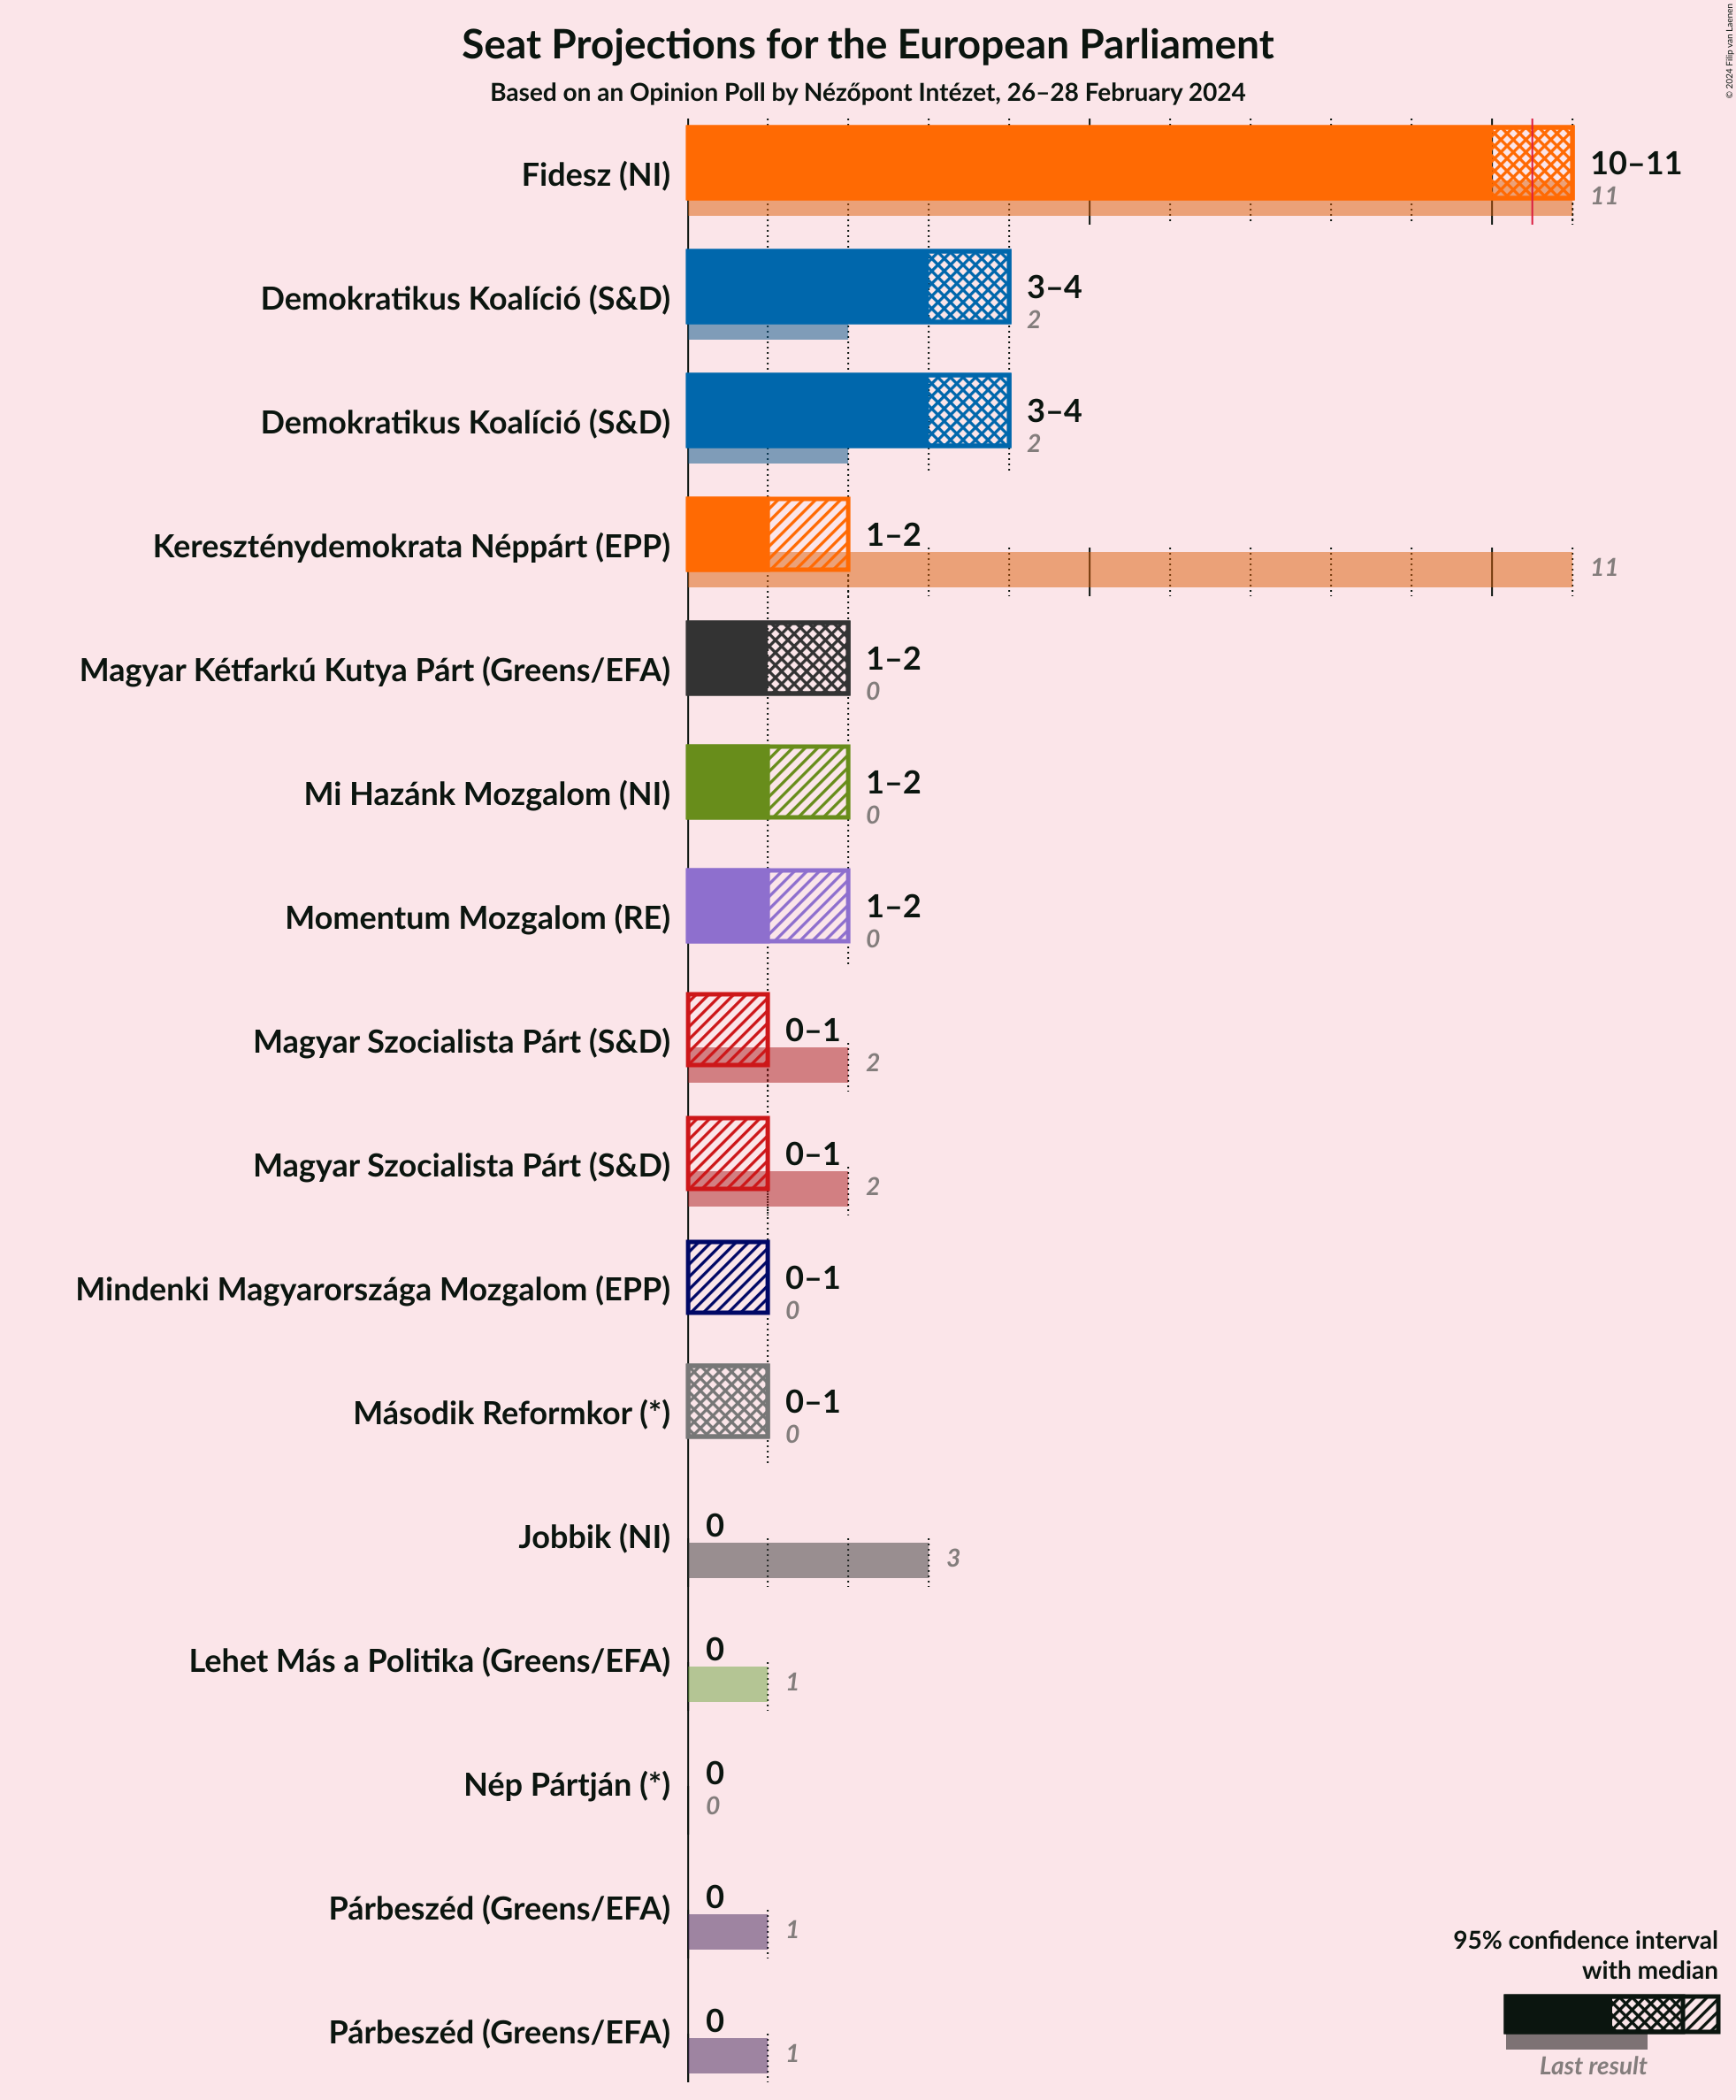 Seat Projections for the European Parliament
Based on an Opinion Poll by Nézőpont Intézet, 26–28 February 2024
© 2024 Filip van Laenen
Fidesz (NI)
10–11
11
Demokratikus Koalíció (S&D)
3–4
2
Demokratikus Koalíció (S&D)
3–4
2
Kereszténydemokrata Néppárt (EPP)
1–2
11
Magyar Kétfarkú Kutya Párt (Greens/EFA)
1–2
0
Mi Hazánk Mozgalom (NI)
1–2
0
Momentum Mozgalom (RE)
1–2
0
Magyar Szocialista Párt (S&D)
0–1
2
Magyar Szocialista Párt (S&D)
0–1
2
Mindenki Magyarországa Mozgalom (EPP)
0–1
0
Második Reformkor (*)
0–1
0
Jobbik (NI)
0
3
Lehet Más a Politika (Greens/EFA)
0
1
Nép Pártján (*)
0
0
Párbeszéd (Greens/EFA)
0
1
Párbeszéd (Greens/EFA)
0
1
95% confidence interval
with median
Last result